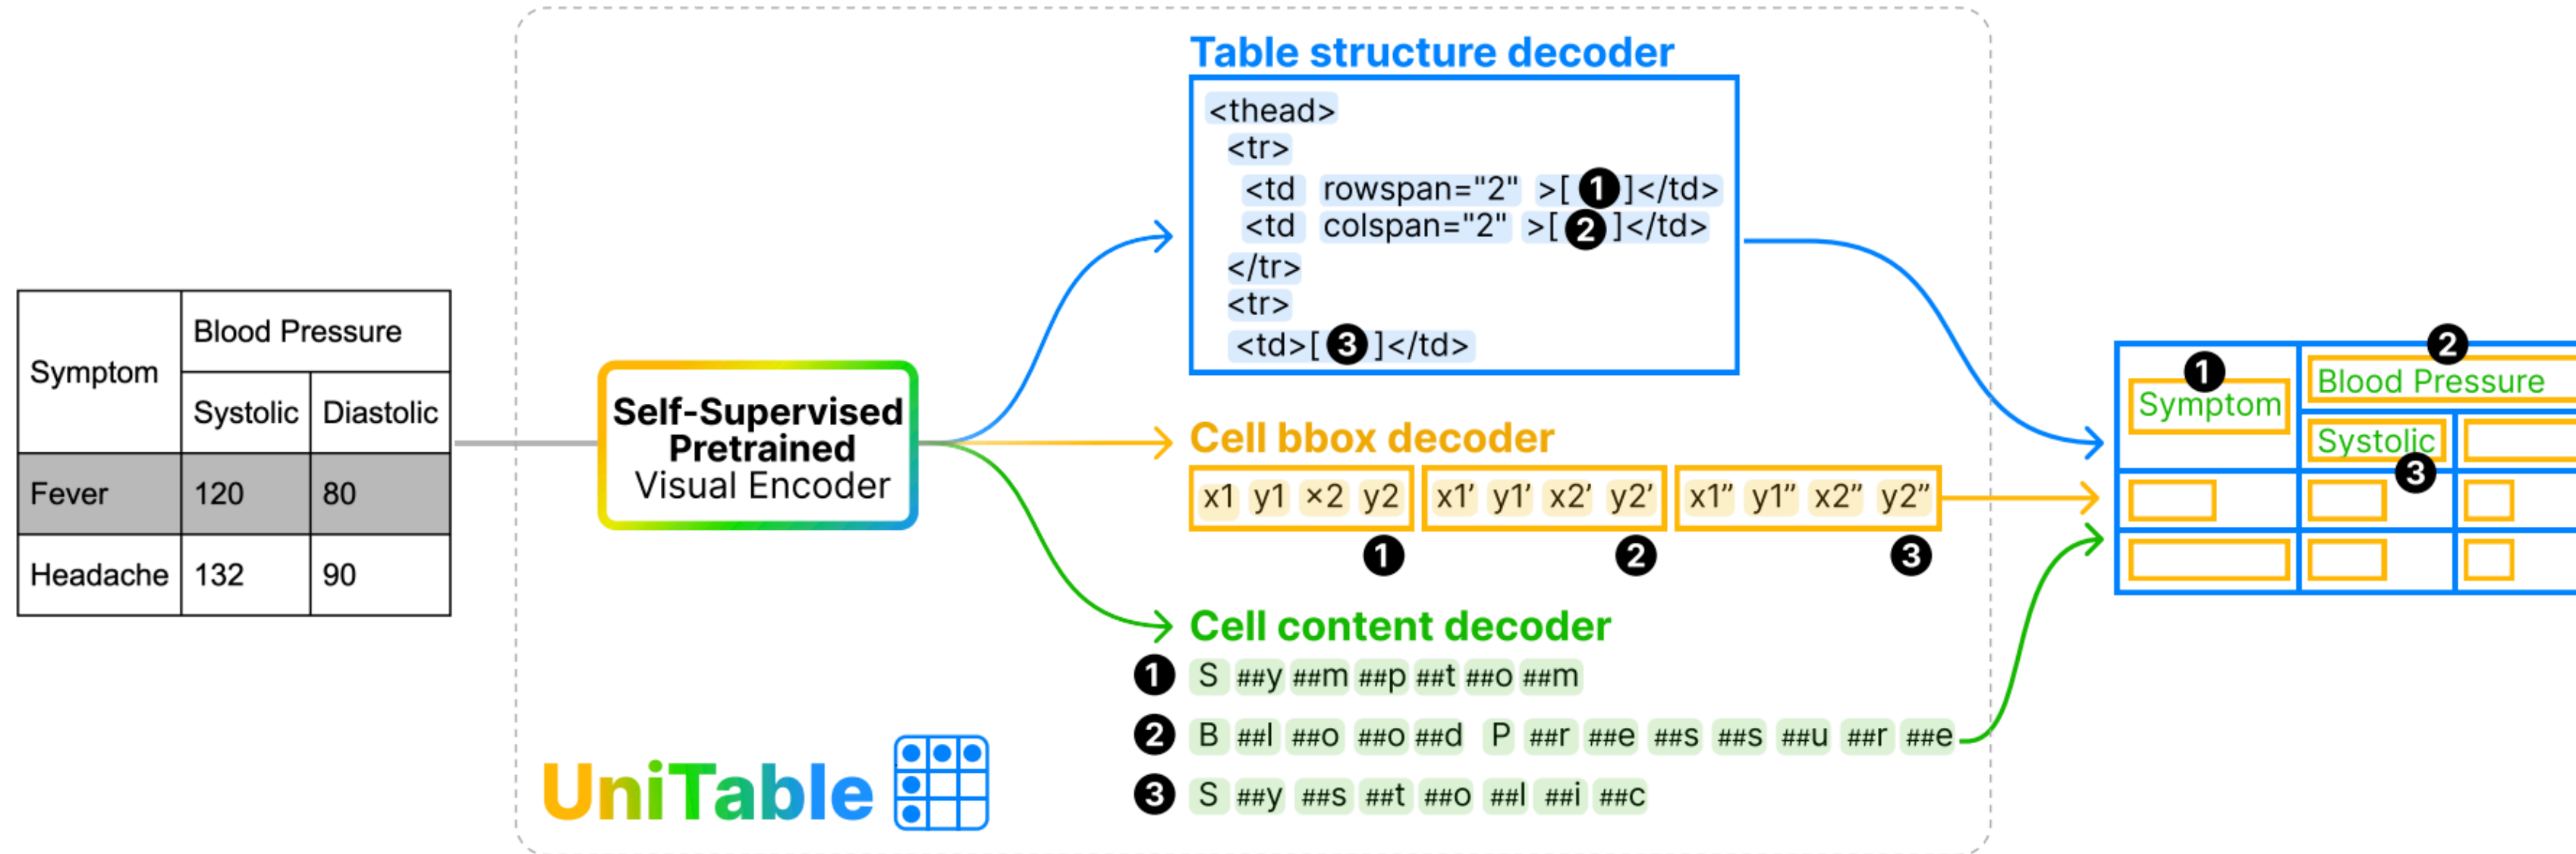 Symptom
Blood Pressure
Systolic
Diastolic
Fever
120
80
Headache
132
90
Self-Supervised
Pretrained
Visual Encoder
UniTable
Table structure decoder
<thead>
<tr>
<td rowspan="2" >[ 1 ]</td>
<td colspan="2" >[ 2 ]</td>
</tr>
<tr>
<td>[ 3 ]</td>
Cell bbox decoder
x1 y1 ×2 y2
x1’ y1’ x2’ y2’
x1” y1” x2” y2”
1
2
3
Cell content decoder
1 S ##y ##m ##p ##t ##o ##m
2 B ##l ##o ##o ##d P ##r ##e ##s ##s ##u ##r ##e
3 S ##y ##s ##t ##o ##l ##i ##c
1
Symptom
2
Blood Pressure
Systolic
3